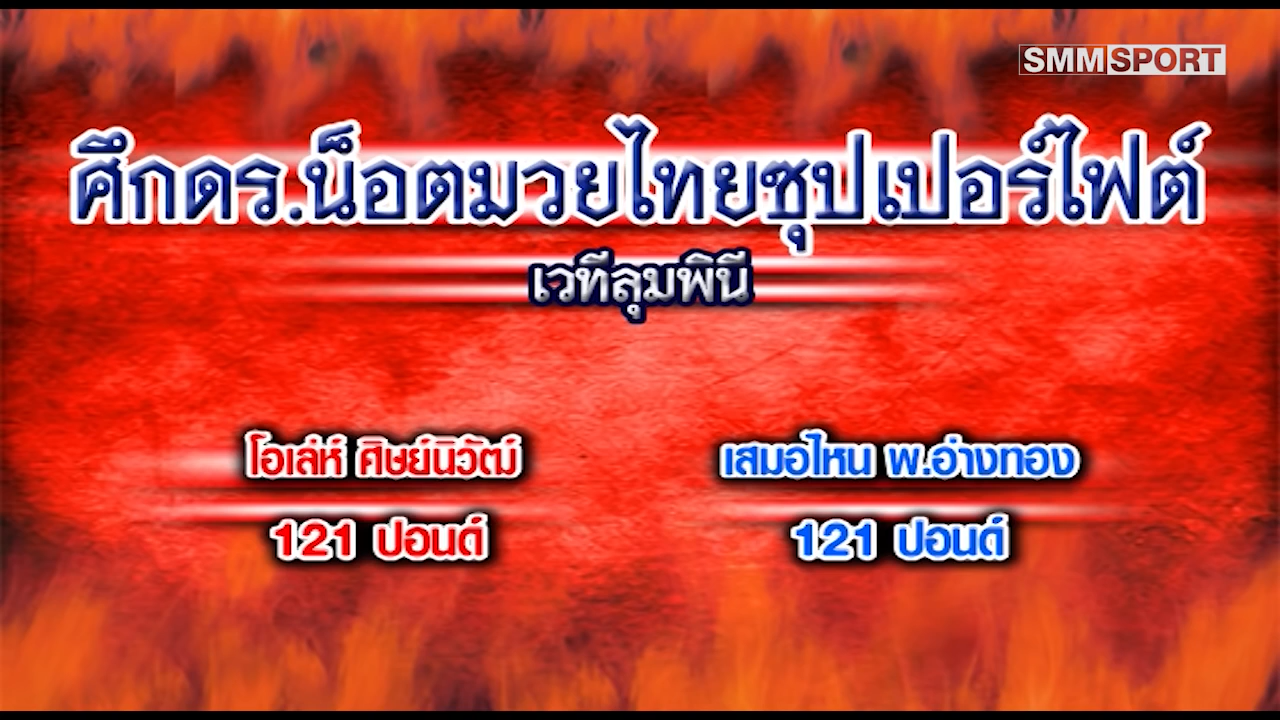 SMMSPORT
ศึกดร.น็อตมวยไทยซุปเปอร์ไฟต์
เวทีลุมพินี
โอเล่ห์ ศิษย์นิวัฒ์
เสมอไหน พ.อ่างทอง
121 ปอนด์
121 ปอนด์